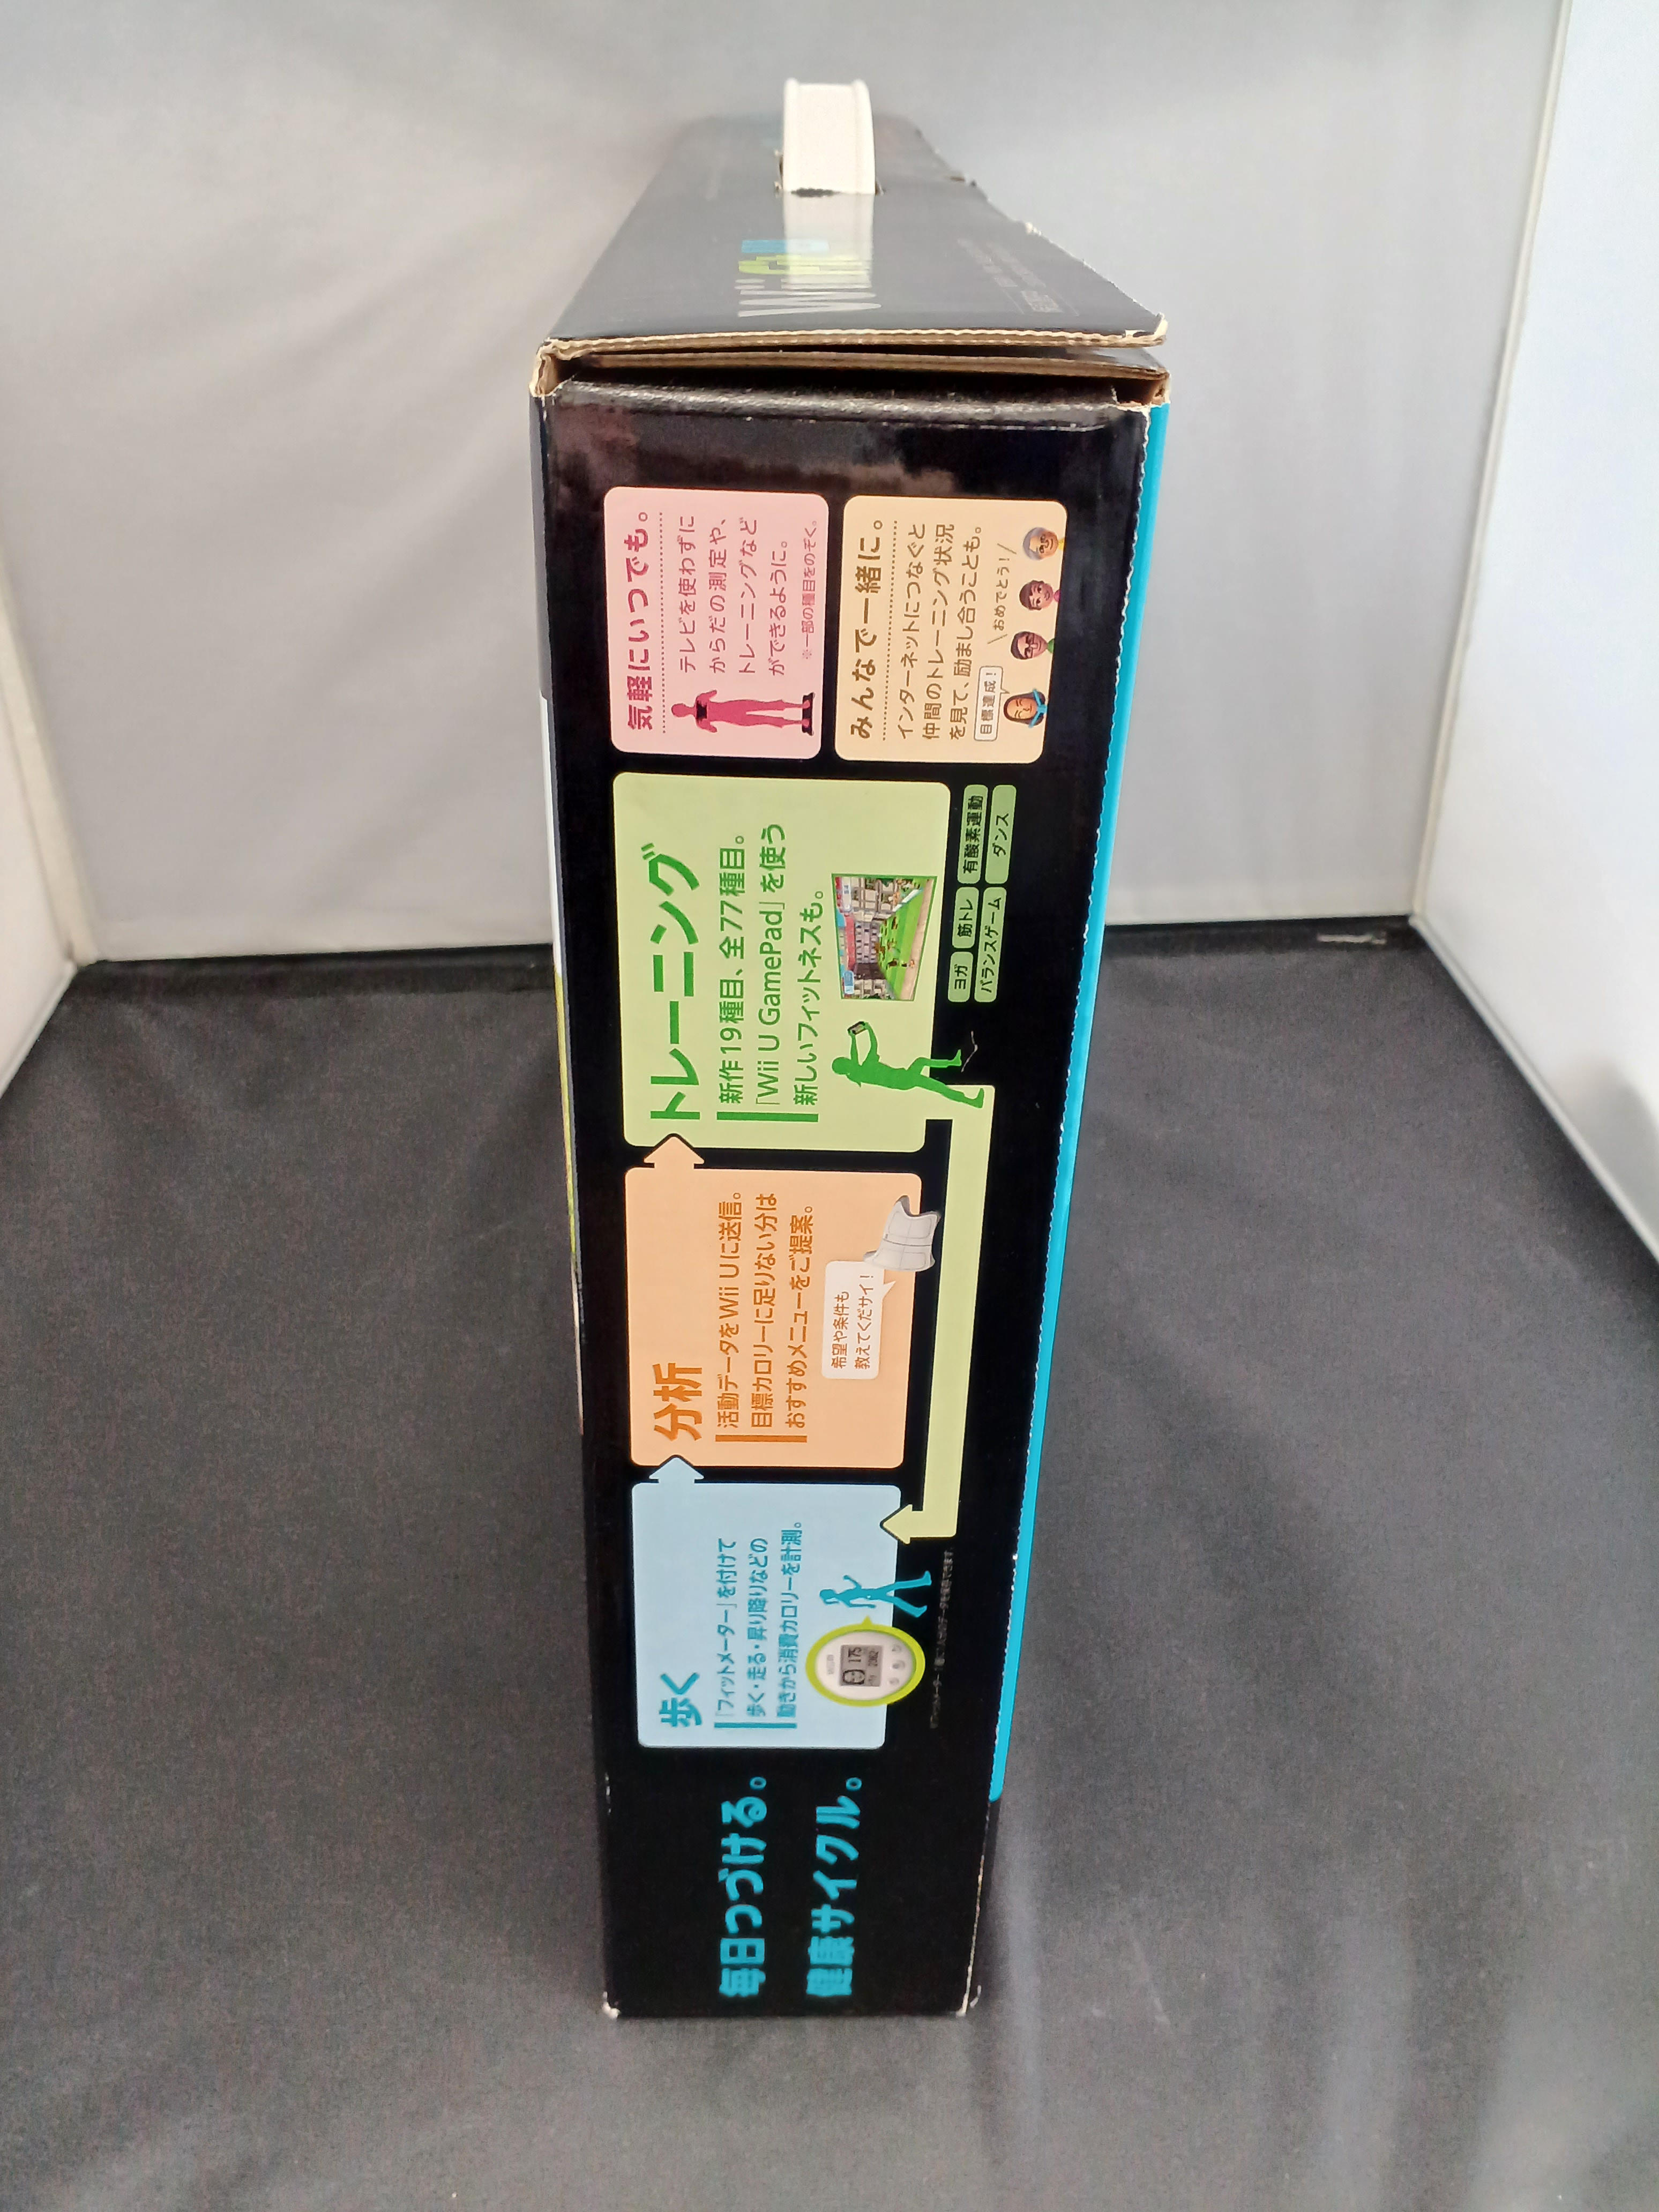 毎日つづける。
健康サイクル。
歩く
「フィットメーター」を付けて
歩く・走る・昇り降りなどの
動きから消費カロリーを計測。
175
分析
活動データをWii Uに送信。
目標カロリーに足りない分は
おすすめメニューをご提案。
希望や条件も
教えてくだサイ！
トレーニング
新作19種目、全77種目。
「Wii U GamePad」を使う
新しいフィットネスも。
ヨガ 筋トレ 有酸素運動
バランスゲーム ダンス
気軽にいつでも。
テレビを使わずに
からだの測定や、
トレーニングなど
ができるように。
※一部の種目をのぞく。
みんなで一緒に。
インターネットにつなぐと
仲間のトレーニング状況
を見て、励まし合うことも。
目標達成！
おめでとう！